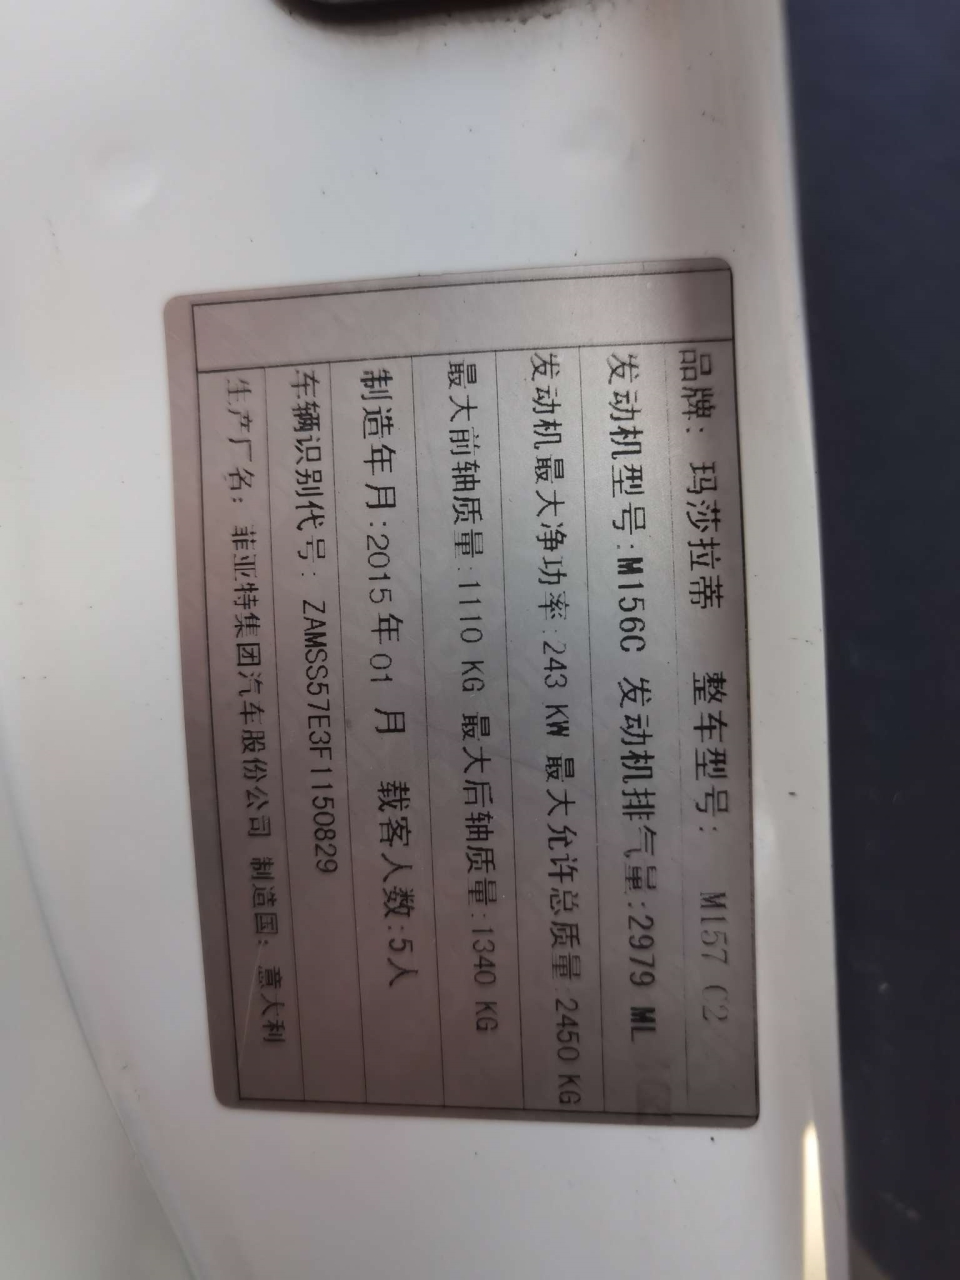 品牌: 玛莎拉蒂 整车型号: M157 C2
发动机型号:M156C 发动机排气量:2979 ML
发动机最大净功率:243 KW 最大允许总质量:2450 KG
最大前轴质量:1110 KG 最大后轴质量:1340 KG
制造年月:2015年01 月 载客人数:5人
车辆识别代号: ZAMSS57E3F1150829
生产厂名: 菲亚特集团汽车股份公司 制造国: 意大利